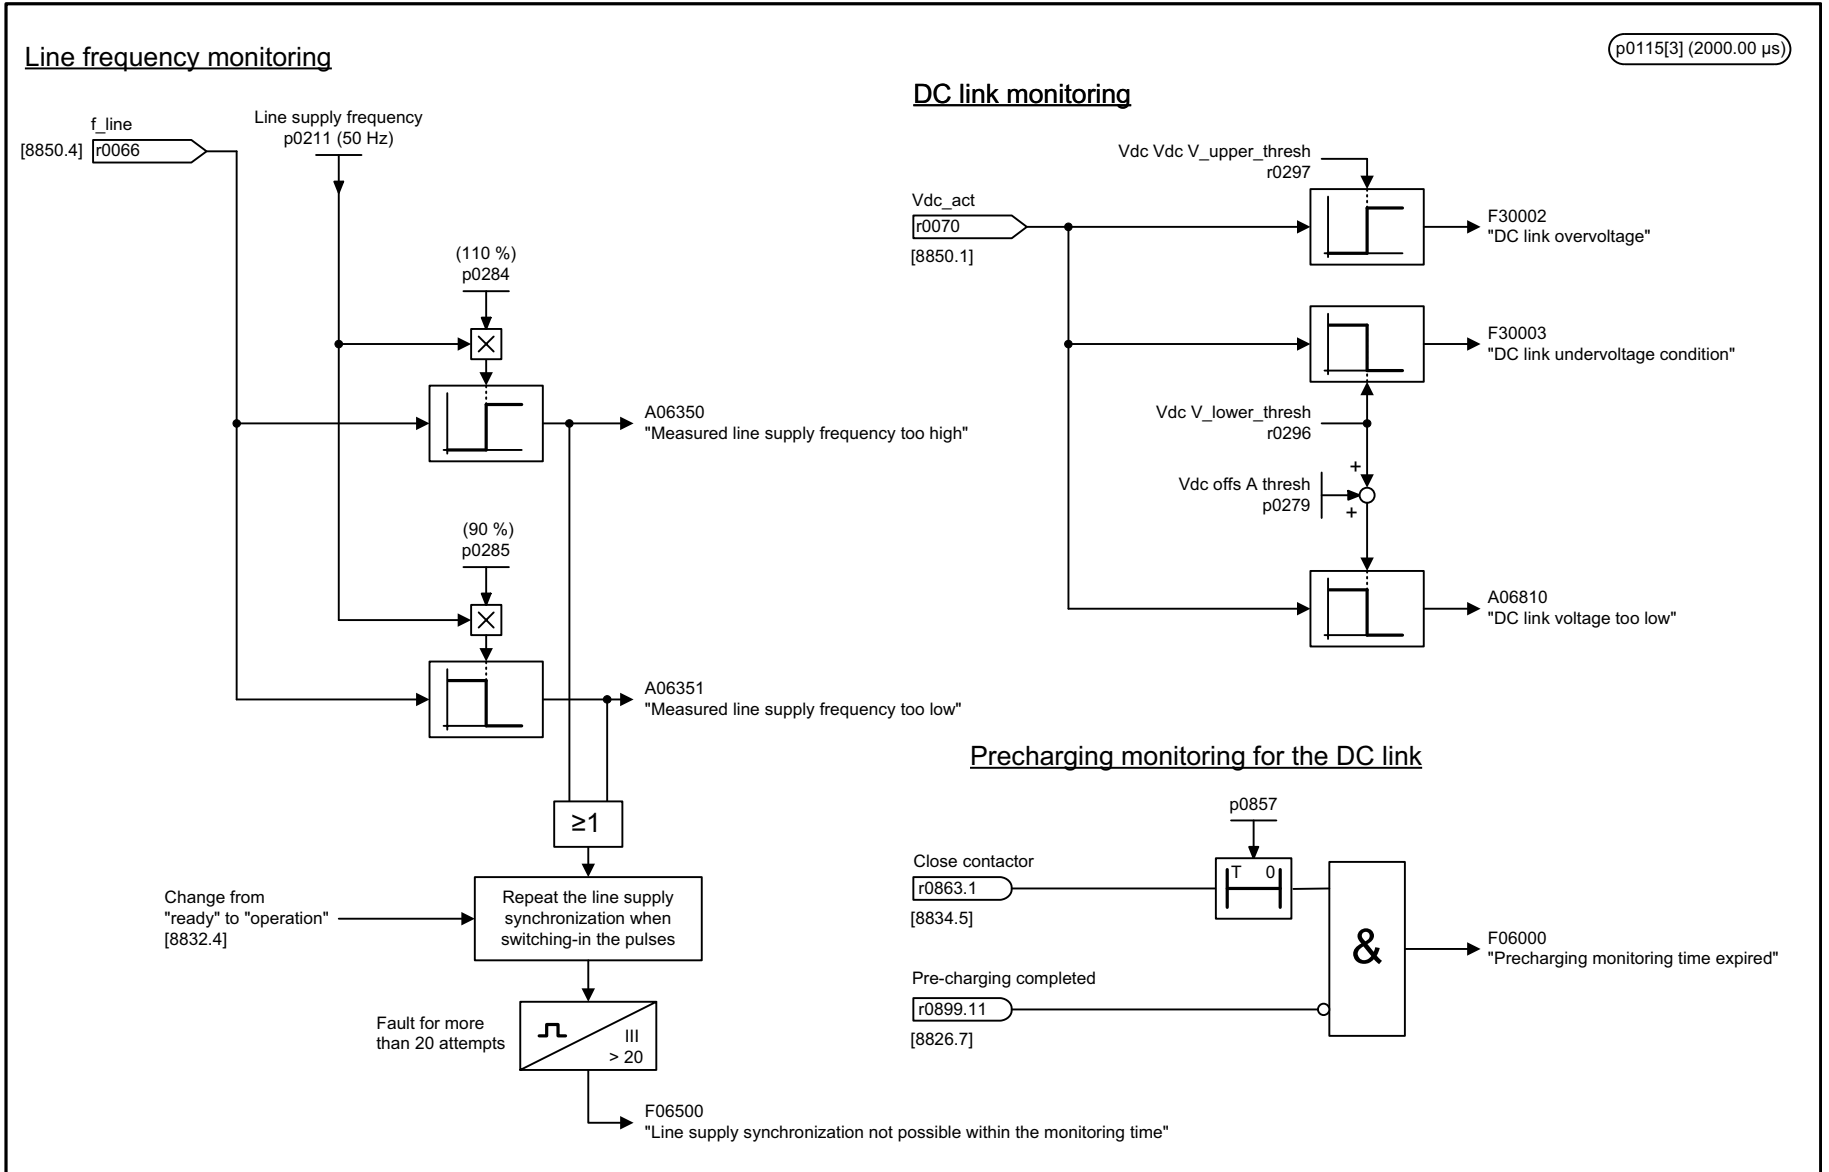 Line frequency monitoring
p0115[3] (2000.00 µs)
f_line
[8850.4]
r0066
Line supply frequency
p0211 (50 Hz)
(110 %)
p0284
A06350
"Measured line supply frequency too high"
(90 %)
p0285
A06351
"Measured line supply frequency too low"
≥1
Change from
"ready" to "operation"
[8832.4]
Repeat the line supply
synchronization when
switching-in the pulses
Fault for more
than 20 attempts
III
> 20
F06500
"Line supply synchronization not possible within the monitoring time"
DC link monitoring
Vdc Vdc V_upper_thresh
r0297
Vdc_act
r0070
[8850.1]
F30002
"DC link overvoltage"
F30003
"DC link undervoltage condition"
Vdc V_lower_thresh
r0296
+
Vdc offs A thresh
p0279
+
A06810
"DC link voltage too low"
Precharging monitoring for the DC link
p0857
Close contactor
r0863.1
[8834.5]
T 0
&
F06000
"Precharging monitoring time expired"
Pre-charging completed
r0899.11
[8826.7]